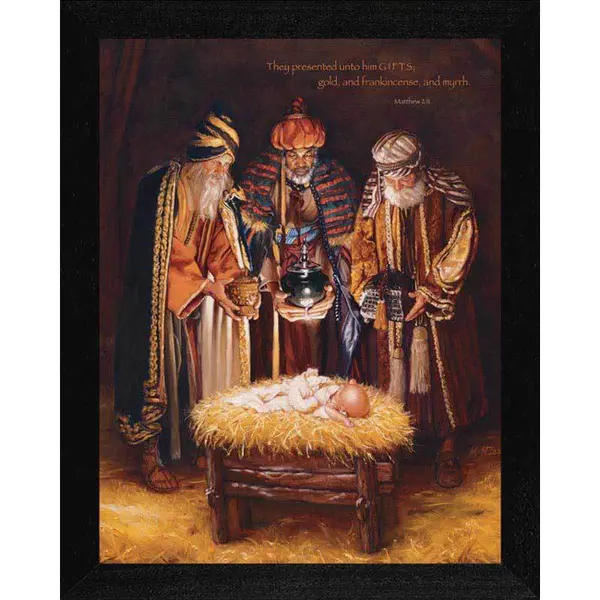 They presented unto him GIFTS;
gold, and frankincense, and myrrh.
Matthew 2:11